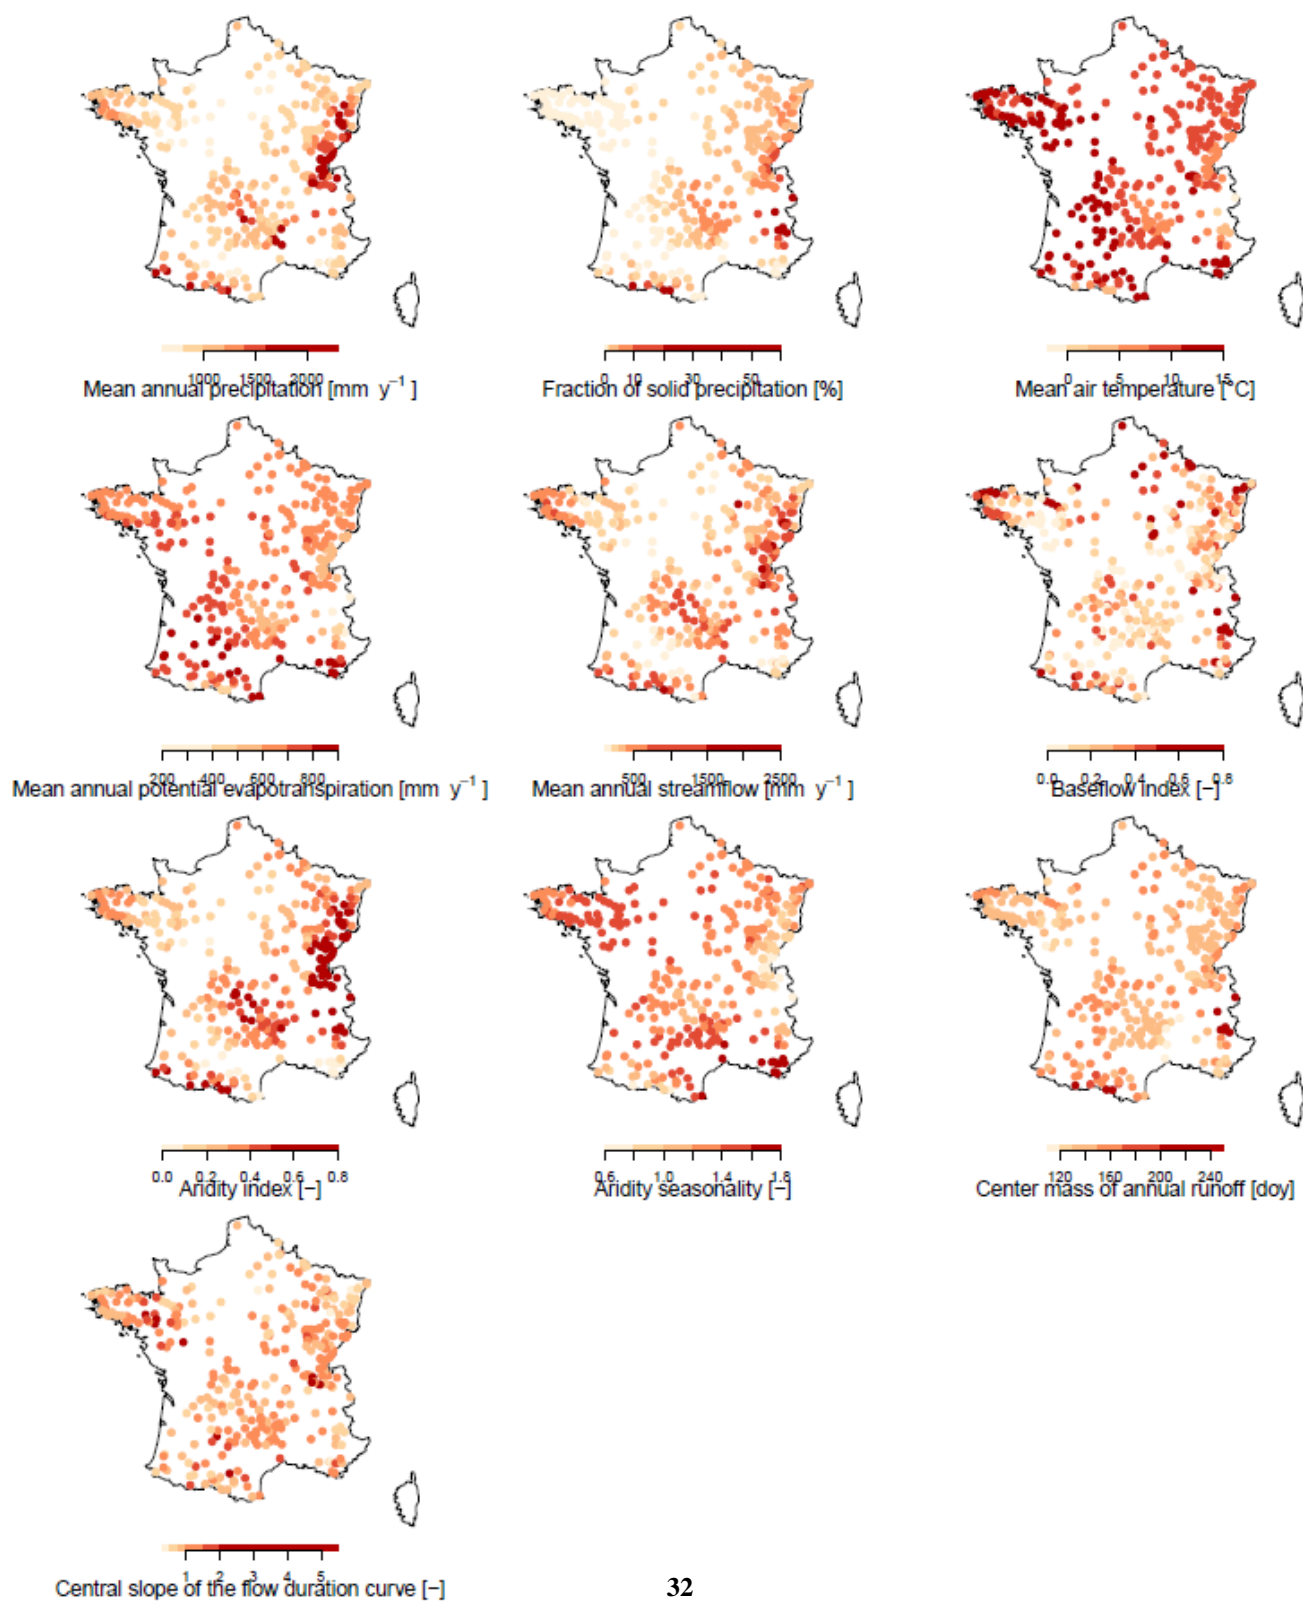 1000 1500 2000
Mean annual precipitation [mm y⁻¹ ]
0 10 30 50
Fraction of solid precipitation [%]
0 5 10 15
Mean air temperature [°C]
200 400 600 800
Mean annual potential evapotranspiration [mm y⁻¹ ]
500 1500 2500
Mean annual streamflow [mm y⁻¹ ]
0.0 0.2 0.4 0.6 0.8
Baseflow index [−]
0.0 0.2 0.4 0.6 0.8
Aridity index [−]
0.6 1.0 1.4 1.8
Aridity seasonality [−]
120 160 200 240
Center mass of annual runoff [doy]
1 2 3 4 5
Central slope of the flow duration curve [−]
32